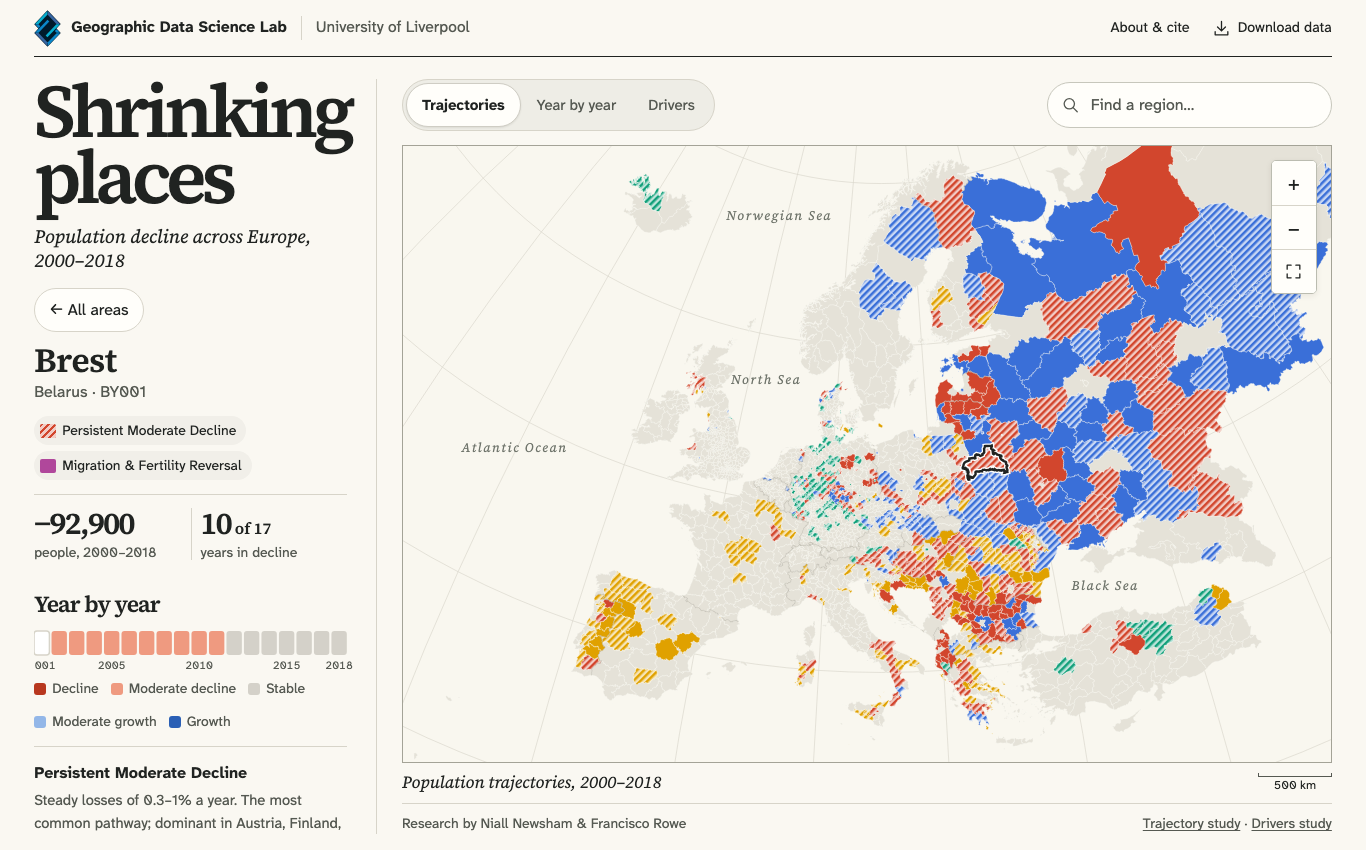 Geographic Data Science Lab
University of Liverpool
About & cite
Download data
Shrinking
places
Population decline across Europe,
2000–2018
← All areas
Brest
Belarus · BY001
Persistent Moderate Decline
Migration & Fertility Reversal
−92,900
people, 2000–2018
10 of 17
years in decline
Year by year
001 2005 2010 2015 2018
Decline Moderate decline Stable
Moderate growth Growth
Persistent Moderate Decline
Steady losses of 0.3–1% a year. The most
common pathway; dominant in Austria, Finland,
Trajectories Year by year Drivers
Find a region...
+
−
Norwegian Sea
North Sea
Atlantic Ocean
Black Sea
Population trajectories, 2000–2018
500 km
Research by Niall Newsham & Francisco Rowe
Trajectory study · Drivers study